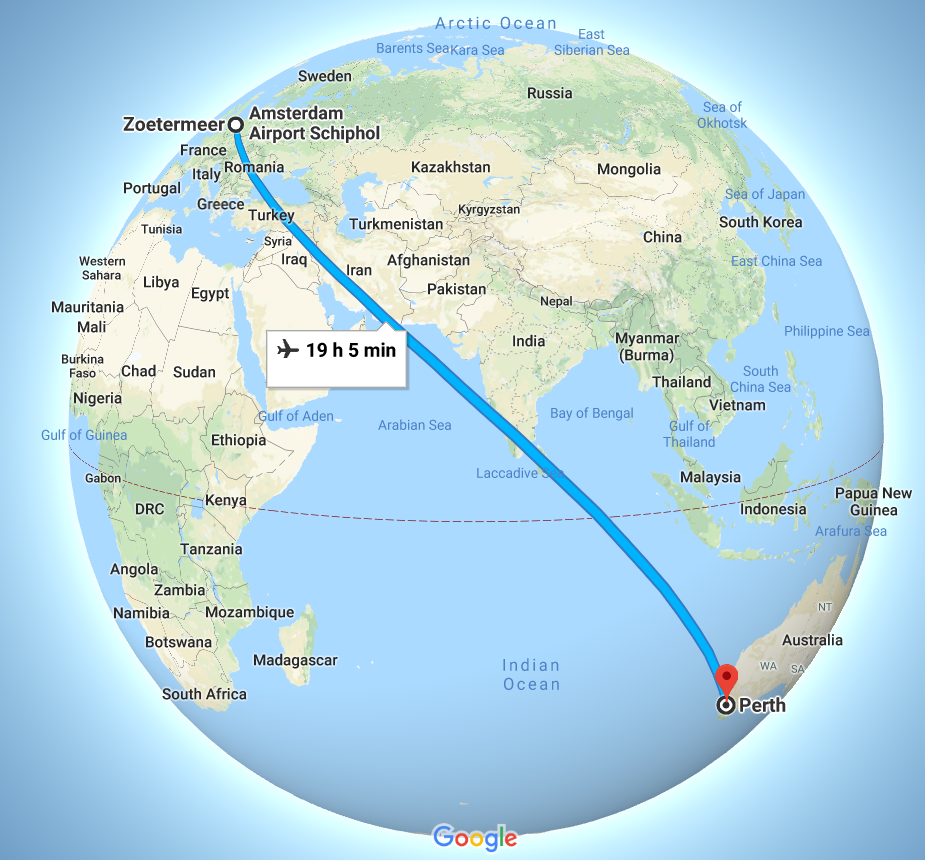 Arctic Ocean
East
Siberian Sea
Barents Sea
Kara Sea
Sweden
Russia
Sea of
Okhotsk
Zoetermeer
Amsterdam
Airport Schiphol
France
Romania
Italy
Kazakhstan
Mongolia
Portugal
Greece
Turkey
Kyrgyzstan
Sea of Japan
Tunisia
Syria
Turkmenistan
South Korea
China
Western
Sahara
Iraq
Iran
Afghanistan
East China Sea
Libya
Egypt
Pakistan
Nepal
Mauritania
Mali
India
Myanmar
(Burma)
Philippine Sea
19 h 5 min
Burkina
Faso
Chad
Sudan
Thailand
South
China Sea
Nigeria
Vietnam
Gulf of Aden
Arabian Sea
Bay of Bengal
Gulf of
Thailand
Gulf of Guinea
Ethiopia
Laccadive Se
Malaysia
Gabon
DRC
Kenya
Indonesia
Papua New
Guinea
Arafura Sea
Tanzania
Angola
Zambia
Namibia
Mozambique
NT
Botswana
Australia
Madagascar
Indian
Ocean
WA
SA
South Africa
Perth
Google